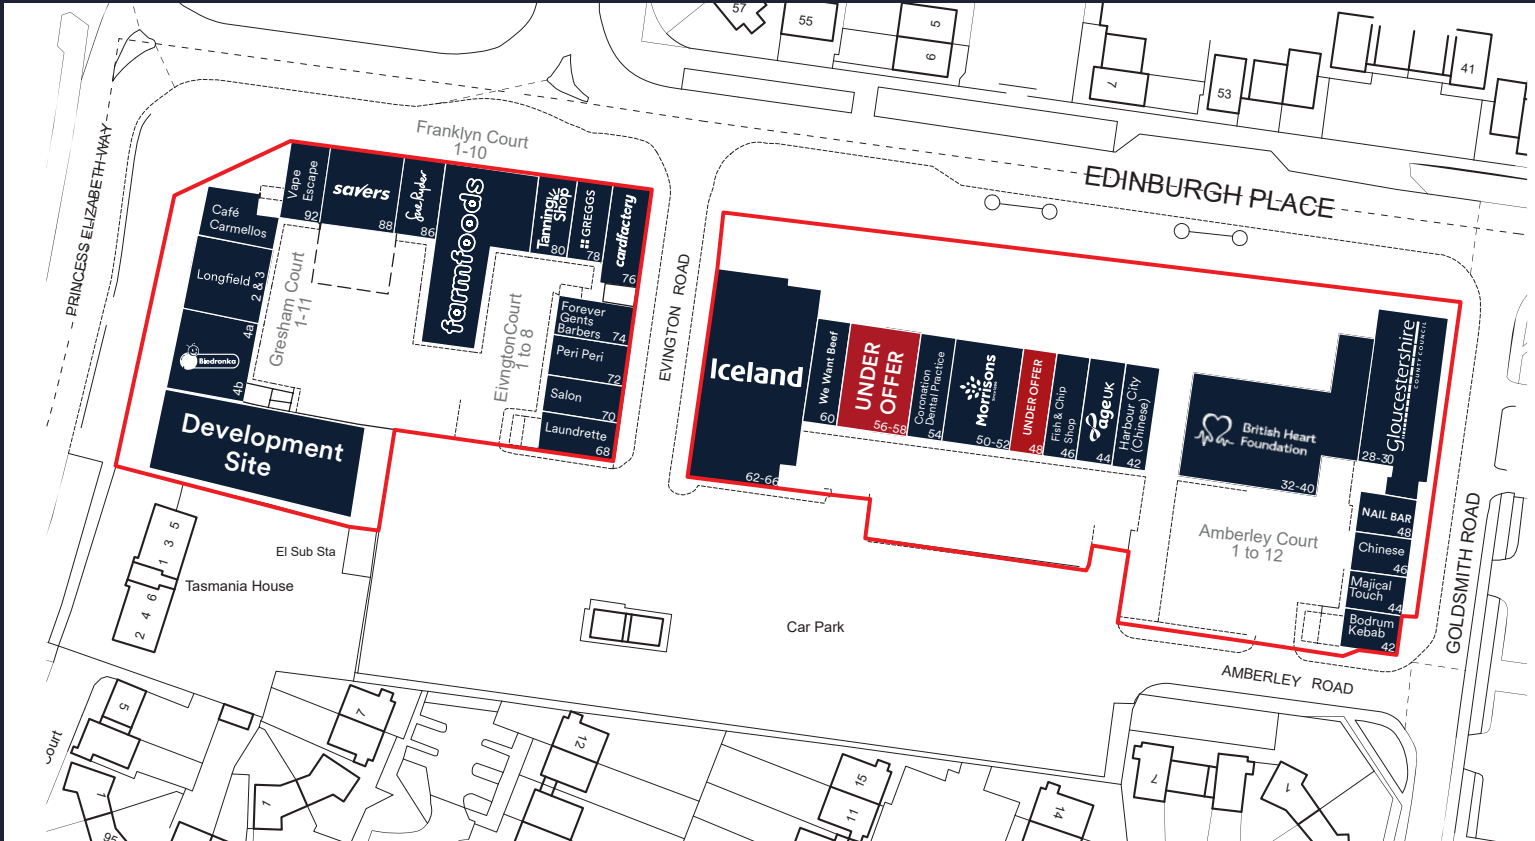 57
55
5
6
7
53
41
PRINCESS ELIZABETH WAY
Franklyn Court
1-10
EDINBURGH PLACE
Vape
Escape
92
savers
88
Sue Ryder
86
farmfoods
Tanning
Shop
80
GREGGS
78
cardfactory
76
Café
Carmellos
Longfield
2 & 3
4a
Biedronka
4b
Gresham Court
1-11
Development
Site
Forever
Gents
Barbers
74
Peri Peri
72
Salon
70
Laundrette
68
EivingtonCourt
1 to 8
EVINGTON ROAD
Iceland
62-66
We Want Beef
60
UNDER
OFFER
56-58
Coronation
Dental Practice
54
Morrisons
50-52
UNDER OFFER
48
Fish & Chip
Shop
46
age UK
44
Harbour City
(Chinese)
42
British Heart
Foundation
32-40
Gloucestershire
COUNTY COUNCIL
28-30
NAIL BAR
48
Chinese
46
Majical
Touch
44
Bodrum
Kebab
42
Amberley Court
1 to 12
GOLDSMITH ROAD
AMBERLEY ROAD
El Sub Sta
Tasmania House
5
3
1
6
4
2
Car Park
ourt
5
1
95
7
1
12
15
11
14
7
1